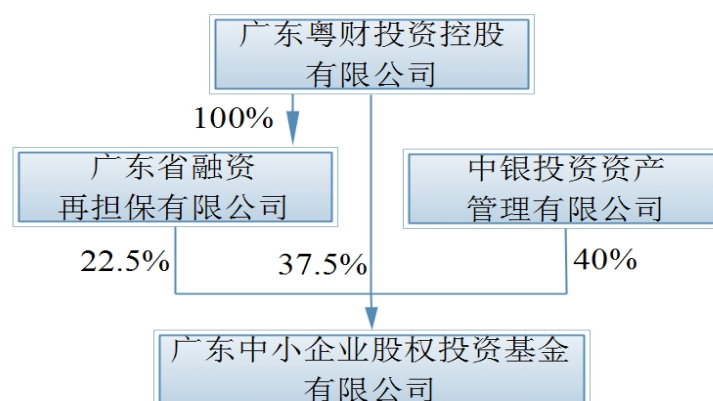 广东粤财投资控股
有限公司
100%
广东省融资
再担保有限公司
中银投资资产
管理有限公司
22.5%
37.5%
40%
广东中小企业股权投资基金
有限公司